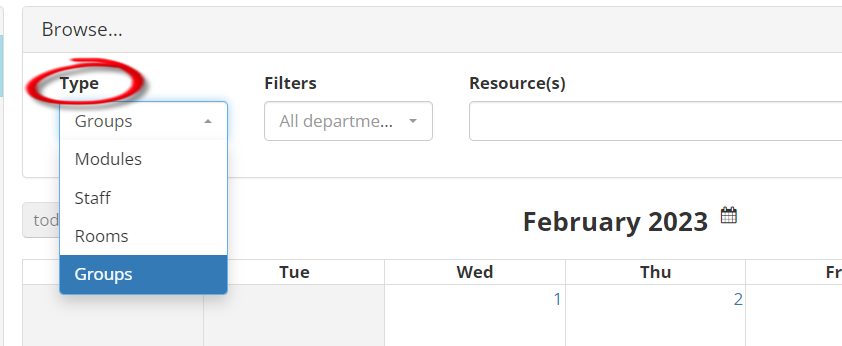 Browse...
Type Filters Resource(s)
Groups All departme...
Modules
Staff
Rooms
Groups
February 2023
Tue Wed Thu
1 2